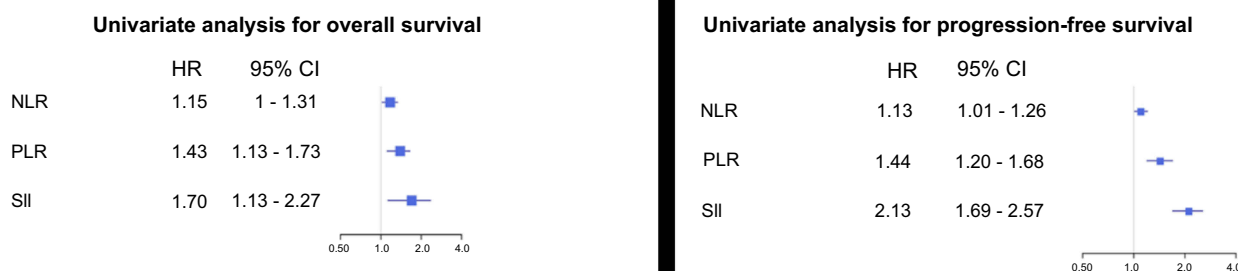 Univariate analysis for overall survival
HR 95% CI
NLR 1.15 1 - 1.31
PLR 1.43 1.13 - 1.73
SII 1.70 1.13 - 2.27
0.50 1.0 2.0 4.0
Univariate analysis for progression-free survival
HR 95% CI
NLR 1.13 1.01 - 1.26
PLR 1.44 1.20 - 1.68
SII 2.13 1.69 - 2.57
0.50 1.0 2.0 4.0